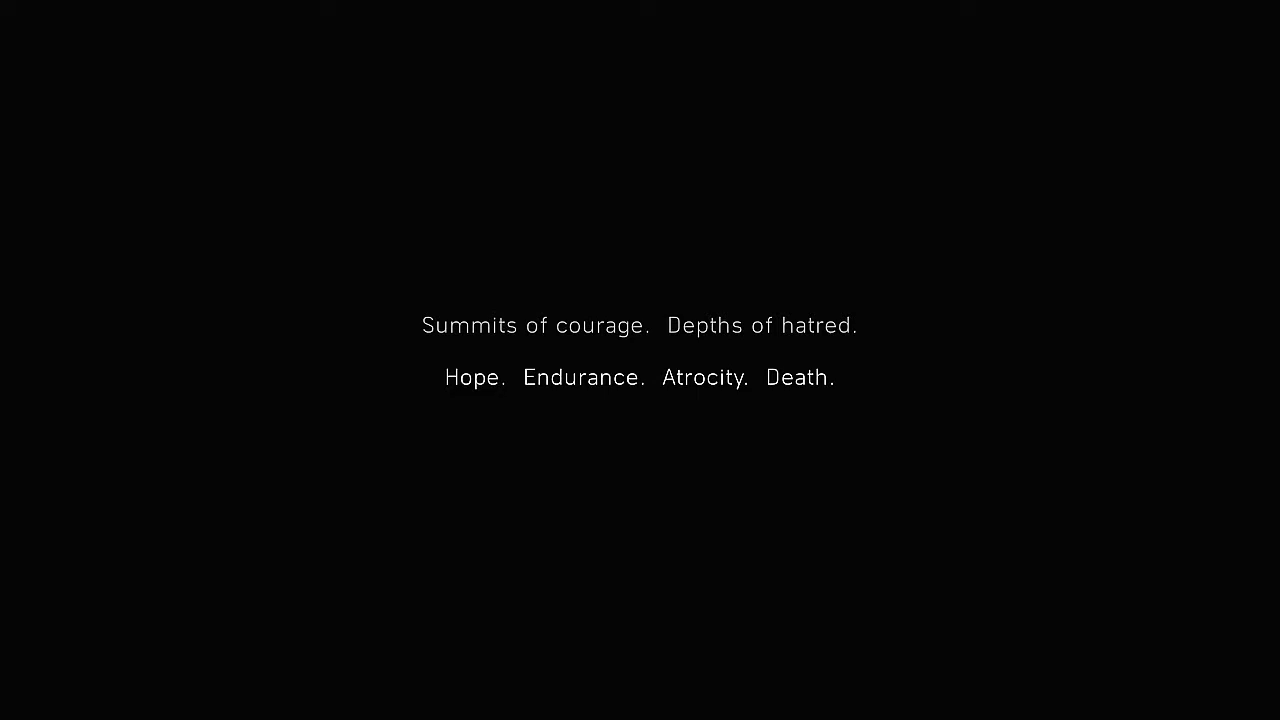 Summits of courage. Depths of hatred.
Hope. Endurance. Atrocity. Death.